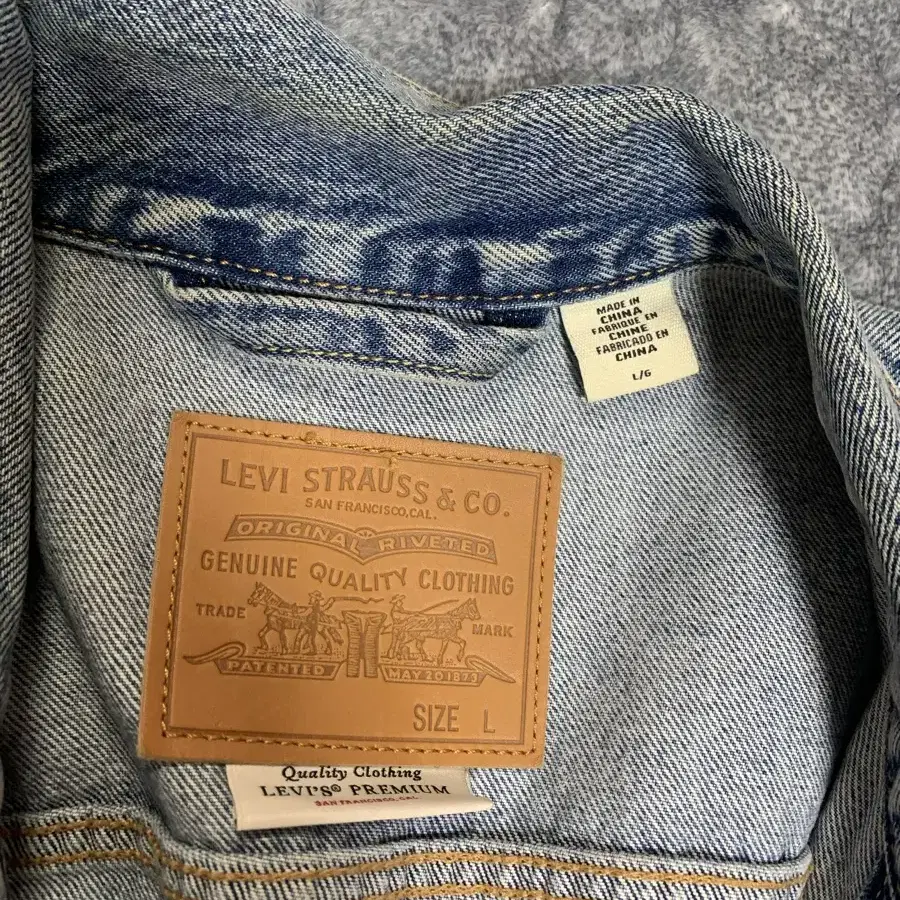 MADE IN
CHINA
FABRIQUE EN
CHINE
FABRICADO EN
CHINA
L/G
LEVI STRAUSS & CO.
SAN FRANCISCO, CAL.
ORIGINAL RIVETED
GENUINE QUALITY CLOTHING
TRADE MARK
PATENTED MAY 20 1873
SIZE L
Quality Clothing
LEVI'S® PREMIUM
SAN FRANCISCO, CAL.